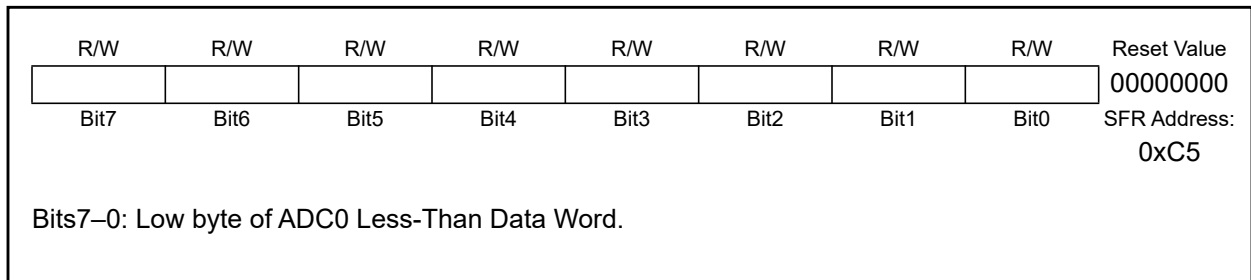 R/W R/W R/W R/W R/W R/W R/W R/W Reset Value
00000000
Bit7 Bit6 Bit5 Bit4 Bit3 Bit2 Bit1 Bit0 SFR Address:
0xC5
Bits7–0: Low byte of ADC0 Less-Than Data Word.